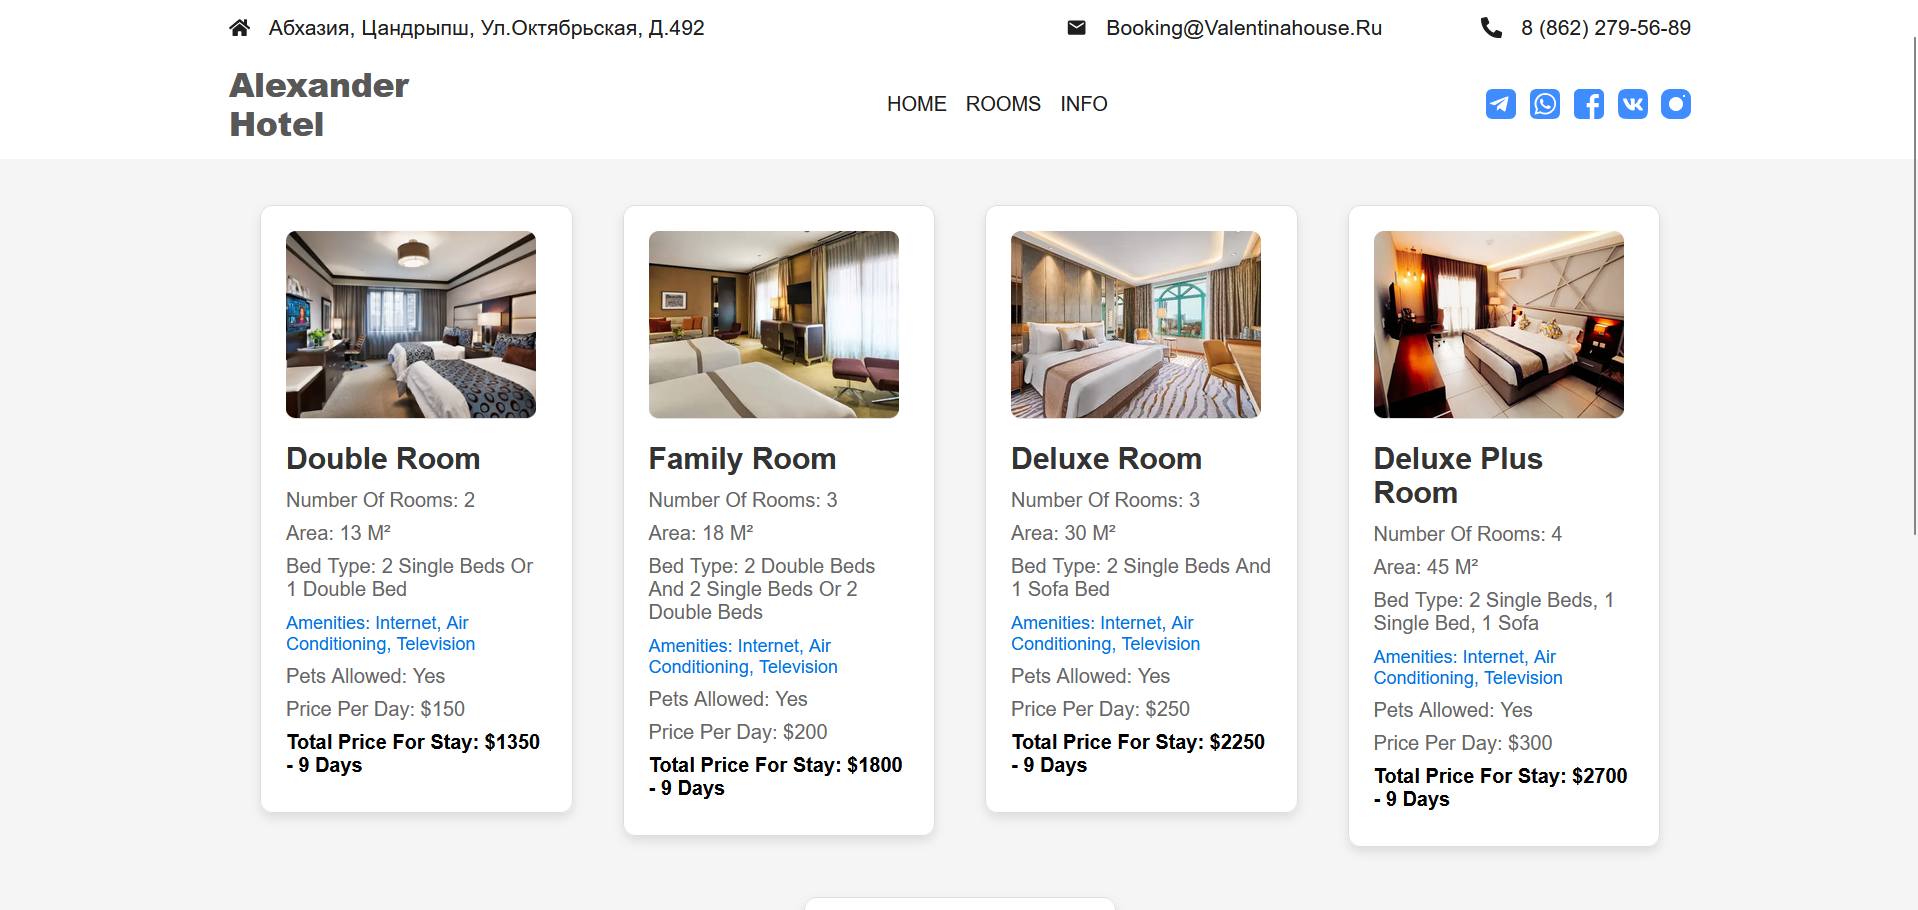 Абхазия, Цандрыпш, Ул.Октябрьская, Д.492
Booking@Valentinahouse.Ru
8 (862) 279-56-89
Alexander
Hotel
HOME ROOMS INFO
Double Room
Number Of Rooms: 2
Area: 13 M²
Bed Type: 2 Single Beds Or
1 Double Bed
Amenities: Internet, Air
Conditioning, Television
Pets Allowed: Yes
Price Per Day: $150
Total Price For Stay: $1350
- 9 Days
Family Room
Number Of Rooms: 3
Area: 18 M²
Bed Type: 2 Double Beds
And 2 Single Beds Or 2
Double Beds
Amenities: Internet, Air
Conditioning, Television
Pets Allowed: Yes
Price Per Day: $200
Total Price For Stay: $1800
- 9 Days
Deluxe Room
Number Of Rooms: 3
Area: 30 M²
Bed Type: 2 Single Beds And
1 Sofa Bed
Amenities: Internet, Air
Conditioning, Television
Pets Allowed: Yes
Price Per Day: $250
Total Price For Stay: $2250
- 9 Days
Deluxe Plus
Room
Number Of Rooms: 4
Area: 45 M²
Bed Type: 2 Single Beds, 1
Single Bed, 1 Sofa
Amenities: Internet, Air
Conditioning, Television
Pets Allowed: Yes
Price Per Day: $300
Total Price For Stay: $2700
- 9 Days